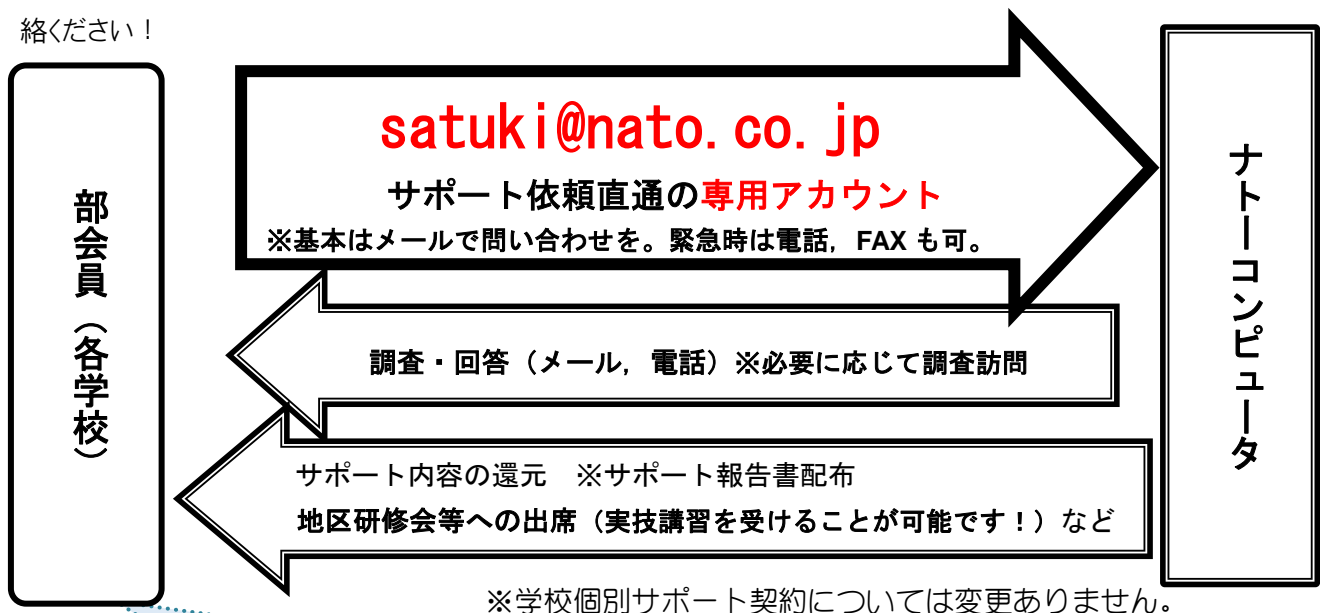 絡ください！
部会員（各学校）
satuki@nato.co.jp
サポート依頼直通の専用アカウント
※基本はメールで問い合わせを。緊急時は電話，FAX も可。
調査・回答（メール，電話）※必要に応じて調査訪問
サポート内容の還元　※サポート報告書配布
地区研修会等への出席（実技講習を受けることが可能です！）など
ナトーコンピュータ
※学校個別サポート契約については変更ありません。